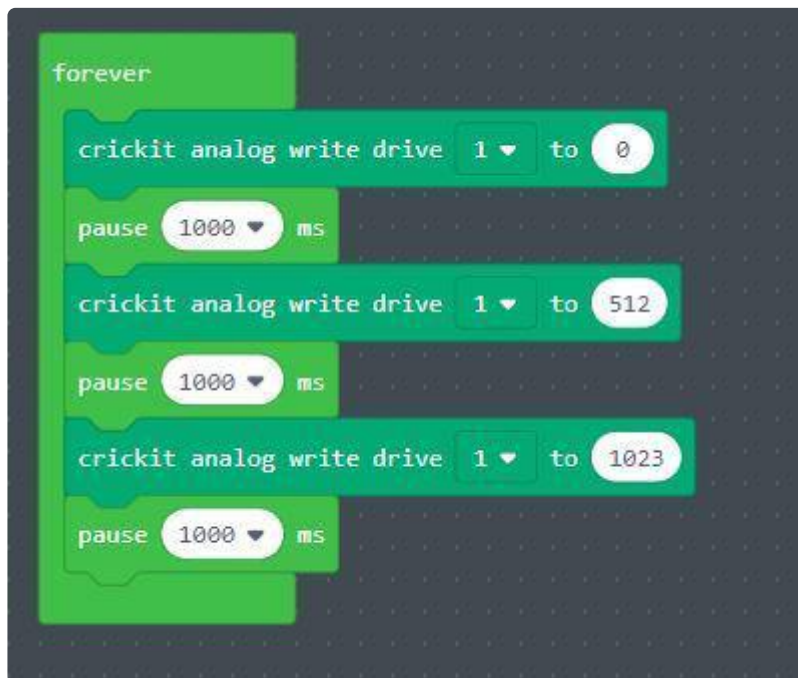 forever
crickit analog write drive 1 to 0
pause 1000 ms
crickit analog write drive 1 to 512
pause 1000 ms
crickit analog write drive 1 to 1023
pause 1000 ms